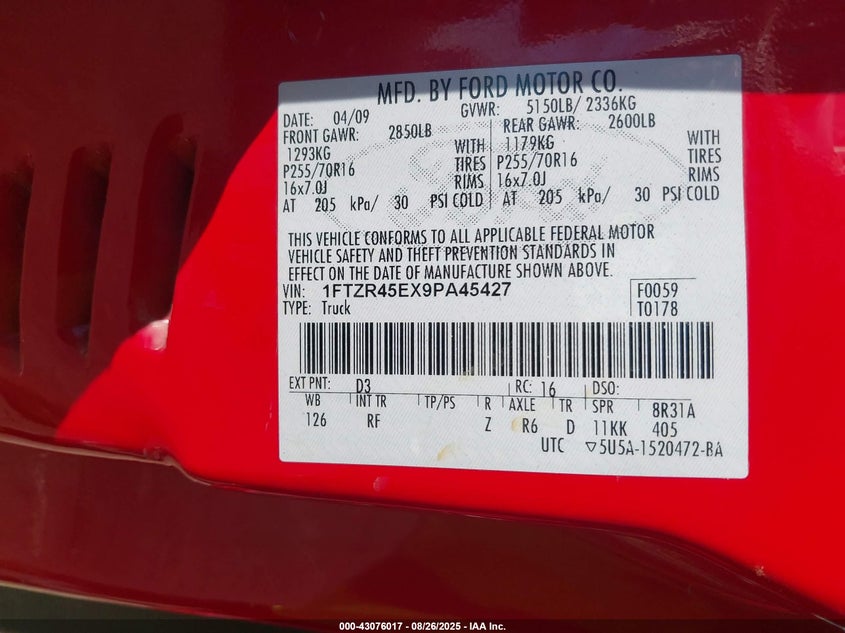 MFD. BY FORD MOTOR CO.
DATE: 04/09 GVWR: 5150LB/ 2336KG
FRONT GAWR: 2850LB REAR GAWR: 2600LB
1293KG WITH 1179KG WITH
P255/70R16 TIRES P255/70R16 TIRES
16x7.0J RIMS 16x7.0J RIMS
AT 205 kPa/ 30 PSI COLD AT 205 kPa/ 30 PSI COLD
THIS VEHICLE CONFORMS TO ALL APPLICABLE FEDERAL MOTOR
VEHICLE SAFETY AND THEFT PREVENTION STANDARDS IN
EFFECT ON THE DATE OF MANUFACTURE SHOWN ABOVE.
VIN: 1FTZR45EX9PA45427 F0059
TYPE: Truck T0178
EXT PNT: D3 RC: 16 DSO:
WB INT TR TP/PS R AXLE TR SPR 8R31A
126 RF Z R6 D 11KK 405
UTC ▽5U5A-1520472-BA
000-43076017 - 08/26/2025 - IAA Inc.